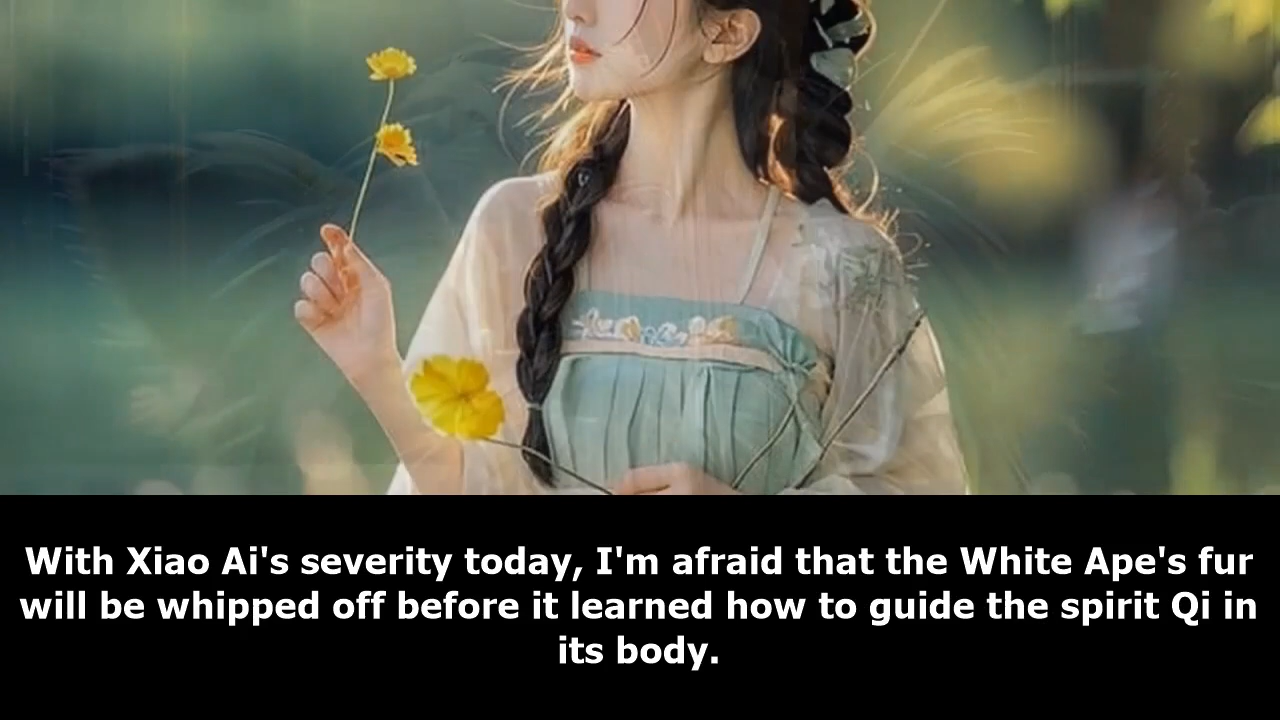 With Xiao Ai's severity today, I'm afraid that the White Ape's fur
will be whipped off before it learned how to guide the spirit Qi in
its body.